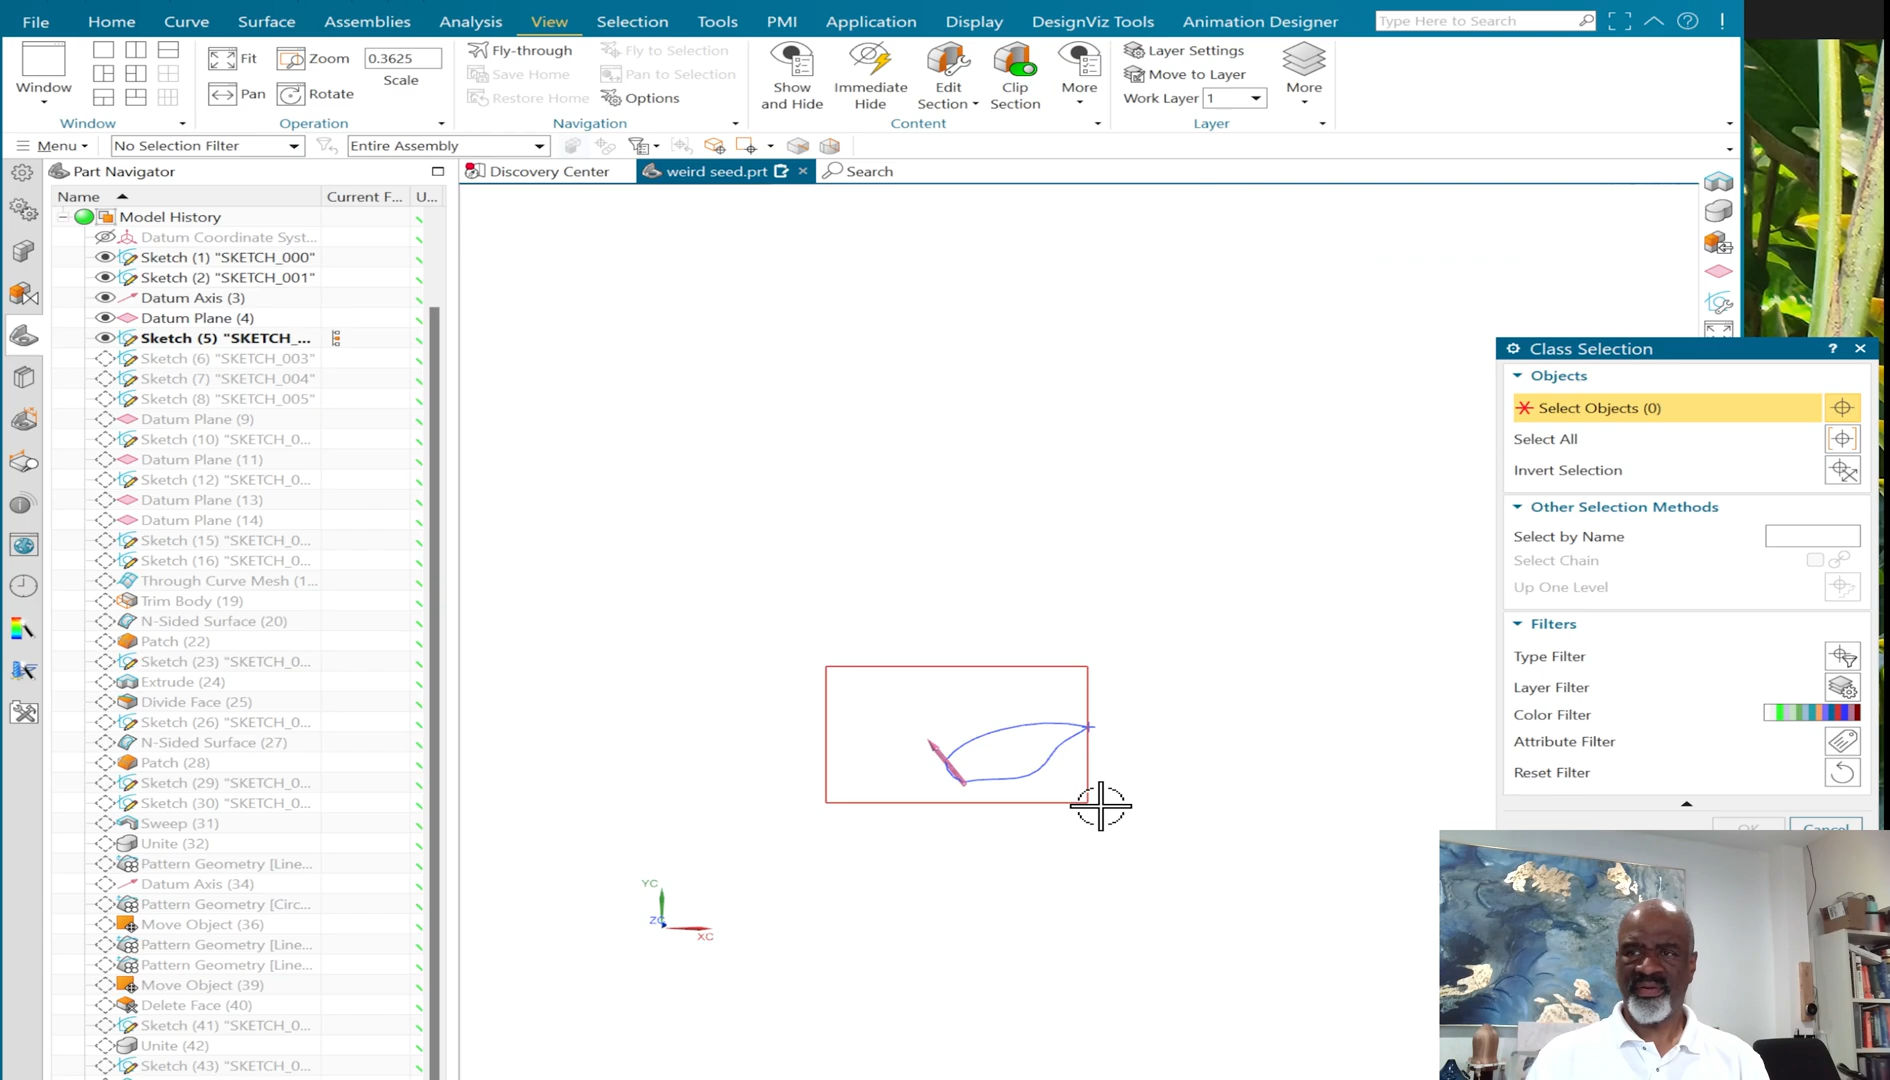 File Home Curve Surface Assemblies Analysis View Selection Tools PMI Application Display DesignViz Tools Animation Designer Type Here to Search
Window
Window
Fit Zoom 0.3625
Pan Rotate Scale
Operation
Fly-through Fly to Selection
Save Home Pan to Selection
Restore Home Options
Navigation
Show and Hide
Immediate Hide
Edit Section
Clip Section
More
Content
Layer Settings
Move to Layer
Work Layer 1
More
Layer
Menu No Selection Filter Entire Assembly
Part Navigator
Discovery Center weird seed.prt Search
Name Current F... U...
Model History
Datum Coordinate Syst...
Sketch (1) "SKETCH_000"
Sketch (2) "SKETCH_001"
Datum Axis (3)
Datum Plane (4)
Sketch (5) "SKETCH_...
Sketch (6) "SKETCH_003"
Sketch (7) "SKETCH_004"
Sketch (8) "SKETCH_005"
Datum Plane (9)
Sketch (10) "SKETCH_0...
Datum Plane (11)
Sketch (12) "SKETCH_0...
Datum Plane (13)
Datum Plane (14)
Sketch (15) "SKETCH_0...
Sketch (16) "SKETCH_0...
Through Curve Mesh (1...
Trim Body (19)
N-Sided Surface (20)
Patch (22)
Sketch (23) "SKETCH_0...
Extrude (24)
Divide Face (25)
Sketch (26) "SKETCH_0...
N-Sided Surface (27)
Patch (28)
Sketch (29) "SKETCH_0...
Sketch (30) "SKETCH_0...
Sweep (31)
Unite (32)
Pattern Geometry [Line...
Datum Axis (34)
Pattern Geometry [Circ...
Move Object (36)
Pattern Geometry [Line...
Pattern Geometry [Line...
Move Object (39)
Delete Face (40)
Sketch (41) "SKETCH_0...
Unite (42)
Sketch (43) "SKETCH_0...
YC
ZC
XC
Class Selection ?
Objects
Select Objects (0)
Select All
Invert Selection
Other Selection Methods
Select by Name
Select Chain
Up One Level
Filters
Type Filter
Layer Filter
Color Filter
Attribute Filter
Reset Filter
OK Cancel